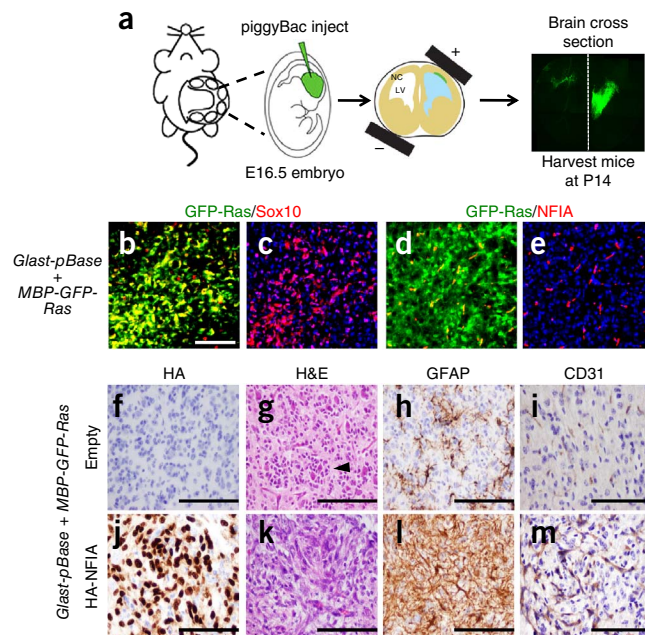 a
piggyBac inject
E16.5 embryo
NC
LV
+
–
Brain cross
section
Harvest mice
at P14
GFP-Ras/Sox10
GFP-Ras/NFIA
Glast-pBase
+
MBP-GFP-
Ras
b
c
d
e
HA
H&E
GFAP
CD31
Glast-pBase + MBP-GFP-Ras
Empty
f
g
h
i
HA-NFIA
j
k
l
m